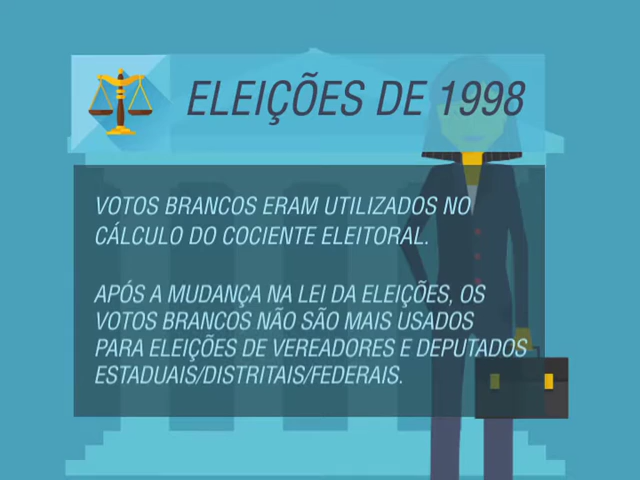 ELEIÇÕES DE 1998
VOTOS BRANCOS ERAM UTILIZADOS NO
CÁLCULO DO COCIENTE ELEITORAL.
APÓS A MUDANÇA NA LEI DA ELEIÇÕES, OS
VOTOS BRANCOS NÃO SÃO MAIS USADOS
PARA ELEIÇÕES DE VEREADORES E DEPUTADOS
ESTADUAIS/DISTRITAIS/FEDERAIS.